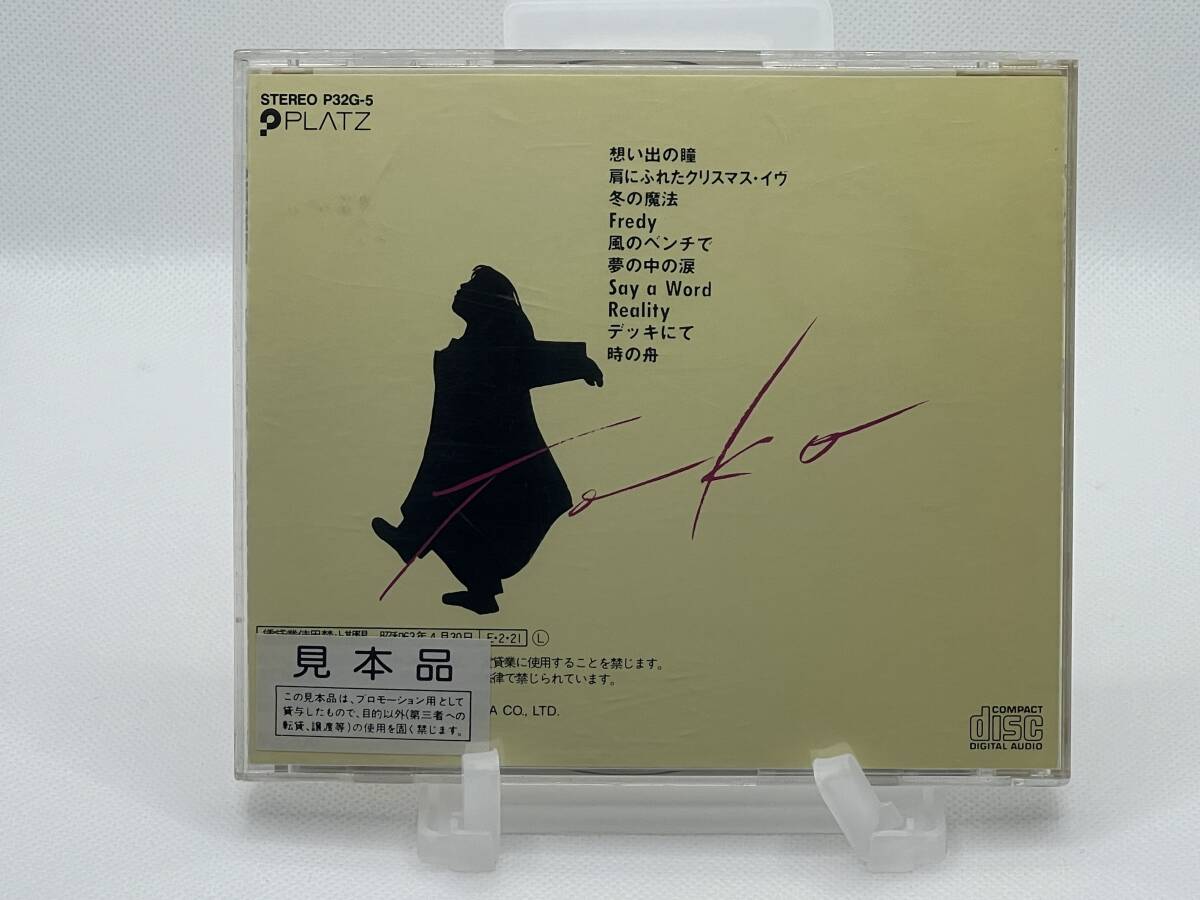 STEREO P32G-5
PLATZ
想い出の瞳
肩にふれたクリスマス・イヴ
冬の魔法
Fredy
風のベンチで
夢の中の涙
Say a Word
Reality
デッキにて
時の舟
Toko
E・2・21 Ⓛ
貸業に使用することを禁じます。
律で禁じられています。
A CO., LTD.
見本品
この見本品は、プロモーション用として
貸与したもので、目的以外(第三者への
転貸、譲度等)の使用を固く禁じます。
COMPACT
disc
DIGITAL AUDIO